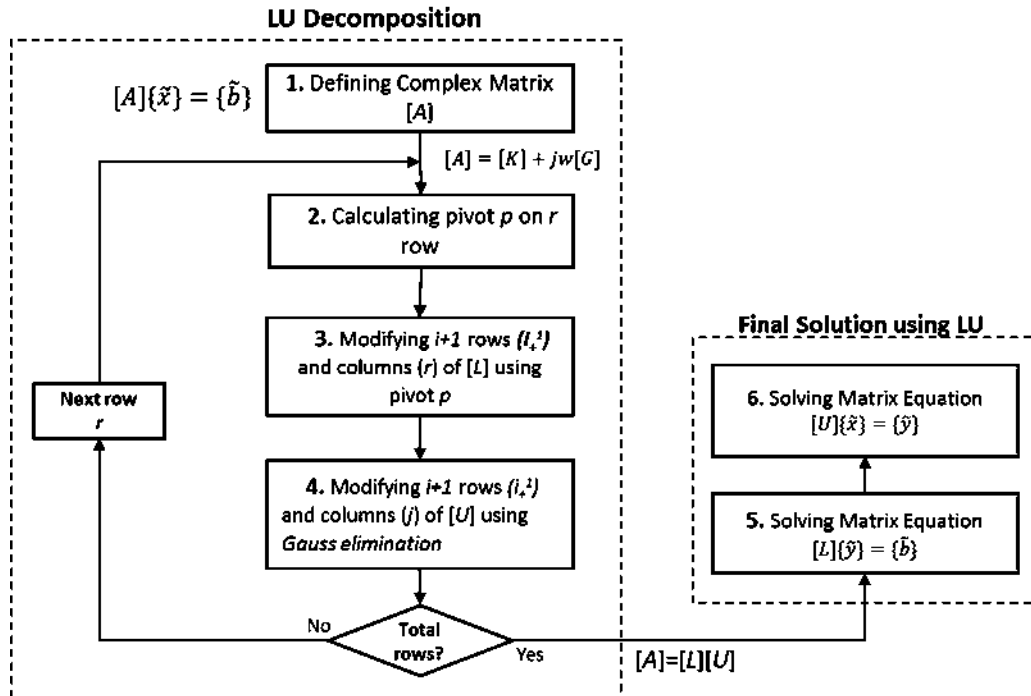 LU Decomposition
[A]{x̃} = {b̃}
1. Defining Complex Matrix
[A]
[A] = [K] + jw[G]
2. Calculating pivot p on r
row
3. Modifying i+1 rows (i₊¹)
and columns (r) of [L] using
pivot p
Next row
r
4. Modifying i+1 rows (i₊¹)
and columns (j) of [U] using
Gauss elimination
No
Total
rows?
Yes
[A]=[L][U]
Final Solution using LU
6. Solving Matrix Equation
[U]{x̃} = {ỹ}
5. Solving Matrix Equation
[L]{ỹ} = {b̃}